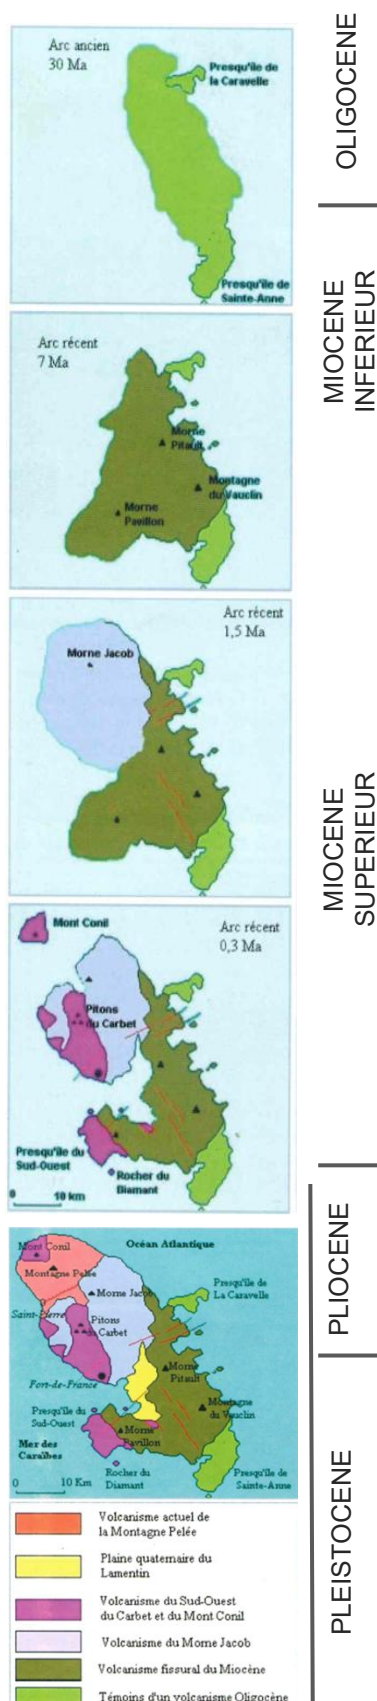 Arc ancien
30 Ma
Presqu'île de
la Caravelle
Presqu'île de
Sainte-Anne
OLIGOCENE
Arc récent
7 Ma
Morne
Pitault
Montagne
du Vauclin
Morne
Pavillon
MIOCENE
INFERIEUR
Arc récent
1,5 Ma
Morne Jacob
MIOCENE
SUPERIEUR
Mont Conil
Arc récent
0,3 Ma
Pitons
du Carbet
Presqu'île du
Sud-Ouest
Rocher du
Diamant
0 10 km
PLIOCENE
Mont Conil
Océan Atlantique
Montagne Pelée
Morne Jacob
Presqu'île de
La Caravelle
Saint-Pierre
Pitons
du Carbet
Morne
Pitault
Fort-de-France
Montagne
du Vauclin
Presqu'île du
Sud-Ouest
Morne
Pavillon
Mer des
Caraïbes
Rocher du
Diamant
Presqu'île de
Sainte-Anne
0 10 Km
PLEISTOCENE
Volcanisme actuel de
la Montagne Pelée
Plaine quaternaire du
Lamentin
Volcanisme du Sud-Ouest
du Carbet et du Mont Conil
Volcanisme du Morne Jacob
Volcanisme fissural du Miocène
Témoins d'un volcanisme Oligocène